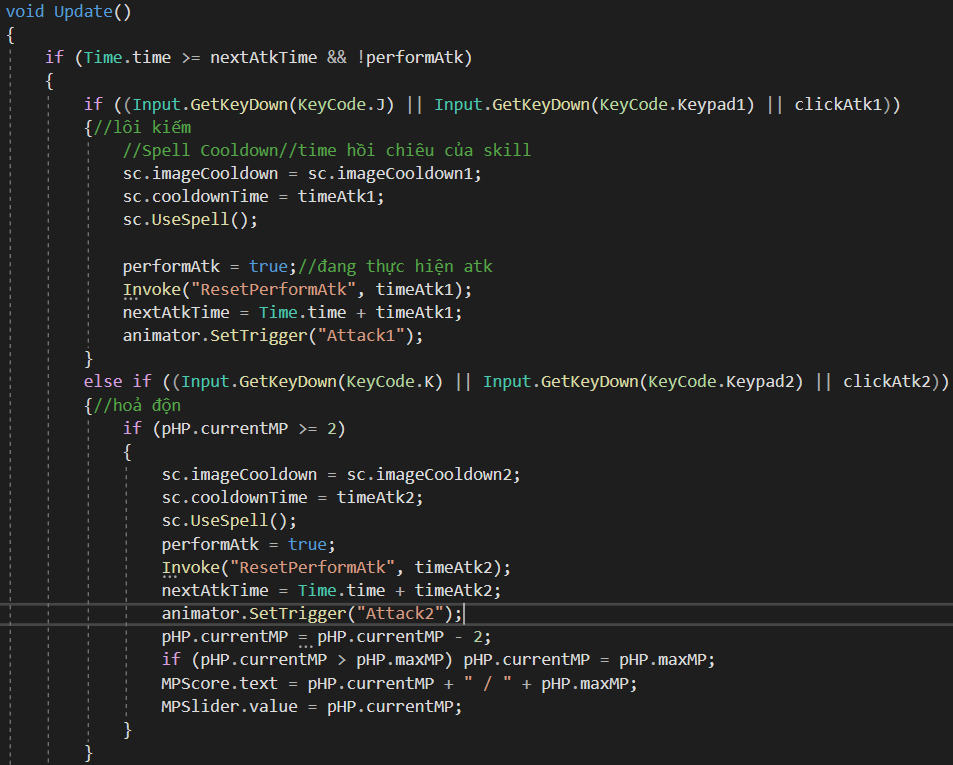 void Update()
{
if (Time.time >= nextAtkTime && !performAtk)
{
if ((Input.GetKeyDown(KeyCode.J) || Input.GetKeyDown(KeyCode.Keypad1) || clickAtk1))
{//lôi kiếm
//Spell Cooldown//time hồi chiêu của skill
sc.imageCooldown = sc.imageCooldown1;
sc.cooldownTime = timeAtk1;
sc.UseSpell();
performAtk = true;//đang thực hiện atk
Invoke("ResetPerformAtk", timeAtk1);
nextAtkTime = Time.time + timeAtk1;
animator.SetTrigger("Attack1");
}
else if ((Input.GetKeyDown(KeyCode.K) || Input.GetKeyDown(KeyCode.Keypad2) || clickAtk2))
{//hoả độn
if (pHP.currentMP >= 2)
{
sc.imageCooldown = sc.imageCooldown2;
sc.cooldownTime = timeAtk2;
sc.UseSpell();
performAtk = true;
Invoke("ResetPerformAtk", timeAtk2);
nextAtkTime = Time.time + timeAtk2;
animator.SetTrigger("Attack2");
pHP.currentMP = pHP.currentMP - 2;
if (pHP.currentMP > pHP.maxMP) pHP.currentMP = pHP.maxMP;
MPScore.text = pHP.currentMP + " / " + pHP.maxMP;
MPSlider.value = pHP.currentMP;
}
}